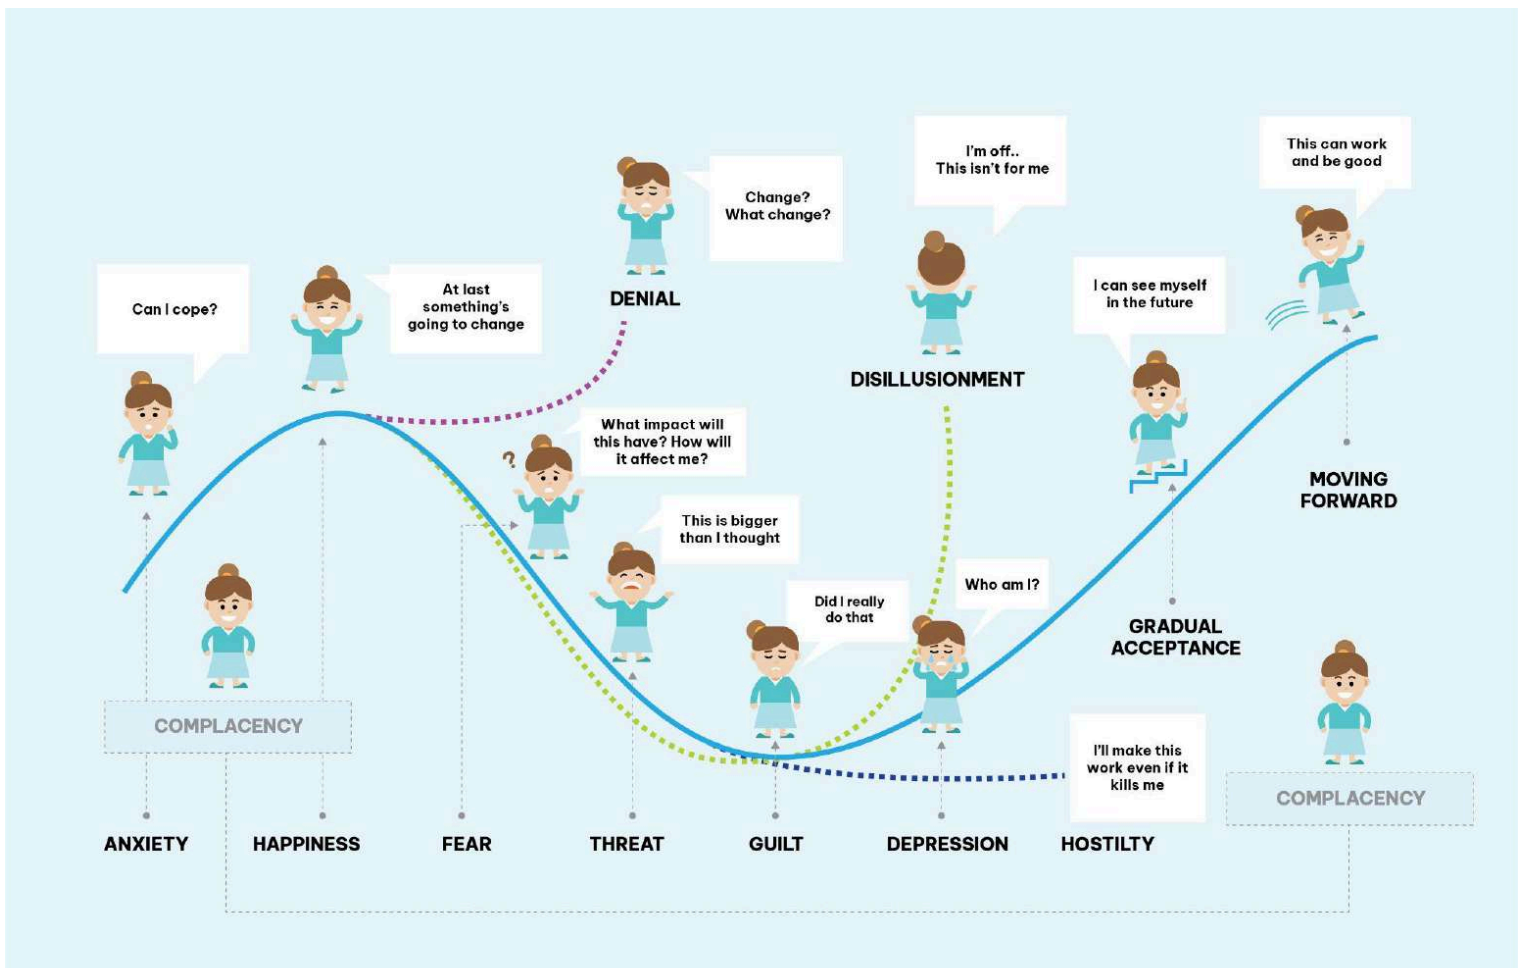 I'm off..
This isn't for me
This can work
and be good
Change?
What change?
DENIAL
Can I cope?
At last
something's
going to change
I can see myself
in the future
DISILLUSIONMENT
What impact will
this have? How will
it affect me?
?
MOVING
FORWARD
This is bigger
than I thought
Who am I?
Did I really
do that
GRADUAL
ACCEPTANCE
COMPLACENCY
I'll make this
work even if it
kills me
COMPLACENCY
ANXIETY
HAPPINESS
FEAR
THREAT
GUILT
DEPRESSION
HOSTILTY